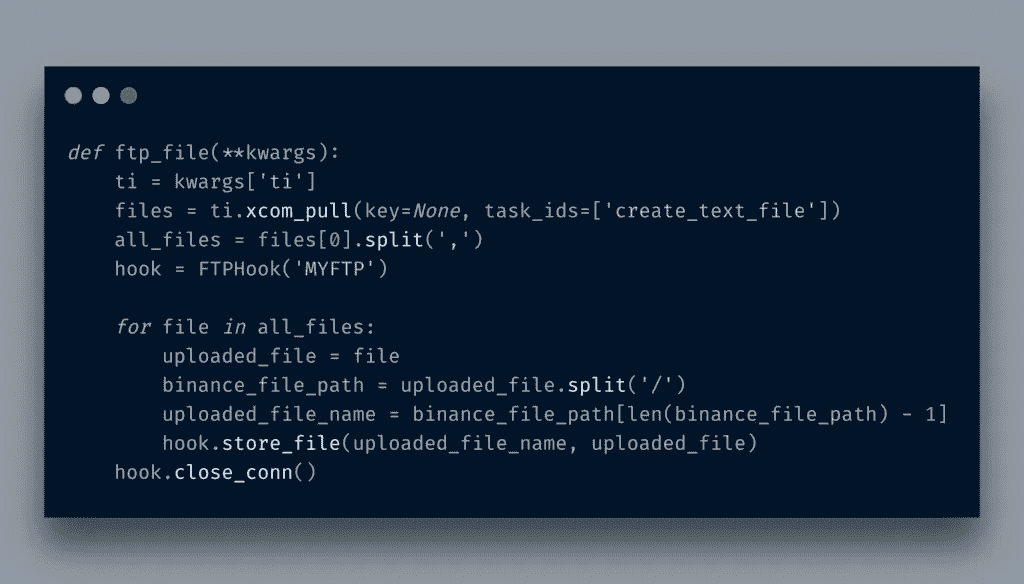 def ftp_file(**kwargs):
    ti = kwargs['ti']
    files = ti.xcom_pull(key=None, task_ids=['create_text_file'])
    all_files = files[0].split(',')
    hook = FTPHook('MYFTP')

    for file in all_files:
        uploaded_file = file
        binance_file_path = uploaded_file.split('/')
        uploaded_file_name = binance_file_path[len(binance_file_path) - 1]
        hook.store_file(uploaded_file_name, uploaded_file)
    hook.close_conn()